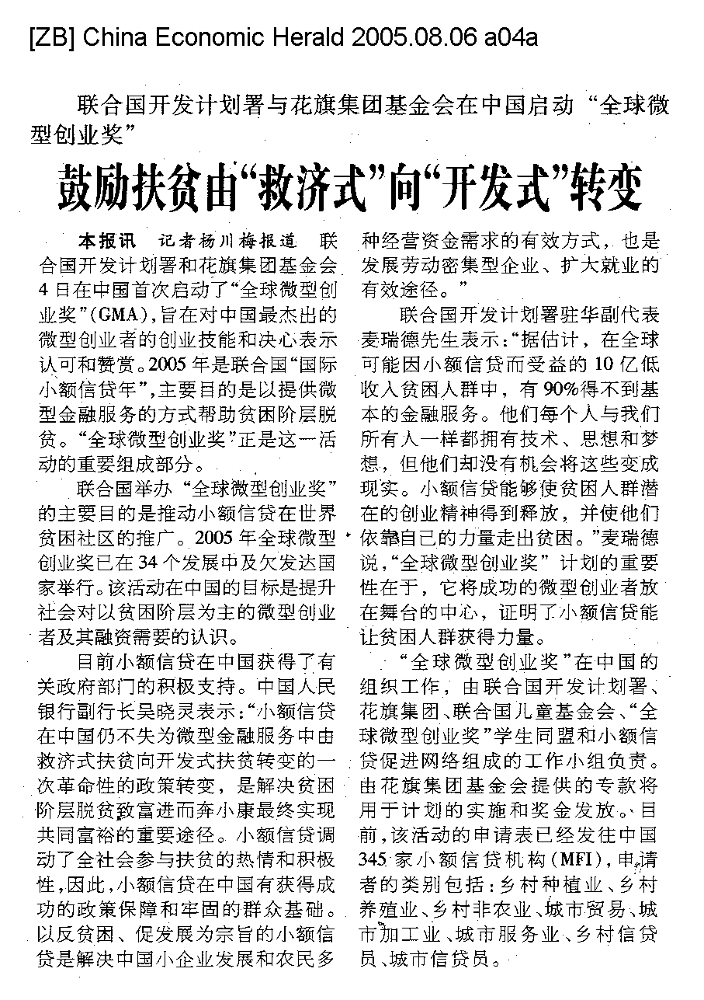 [ZB] China Economic Herald 2005.08.06 a04a
联合国开发计划署与花旗集团基金会在中国启动“全球微
型创业奖”
鼓励扶贫由“救济式”向“开发式”转变
本报讯 记者杨川梅报道 联
合国开发计划署和花旗集团基金会
4日在中国首次启动了“全球微型创
业奖”(GMA),旨在对中国最杰出的
微型创业者的创业技能和决心表示
认可和赞赏。2005年是联合国“国际
小额信贷年”,主要目的是以提供微
型金融服务的方式帮助贫困阶层脱
贫。“全球微型创业奖”正是这一活
动的重要组成部分。
联合国举办“全球微型创业奖”
的主要目的是推动小额信贷在世界
贫困社区的推广。2005年全球微型
创业奖已在34个发展中及欠发达国
家举行。该活动在中国的目标是提升
社会对以贫困阶层为主的微型创业
者及其融资需要的认识。
目前小额信贷在中国获得了有
关政府部门的积极支持。中国人民
银行副行长吴晓灵表示:“小额信贷
在中国仍不失为微型金融服务中由
救济式扶贫向开发式扶贫转变的一
次革命性的政策转变，是解决贫困
阶层脱贫致富进而奔小康最终实现
共同富裕的重要途径。小额信贷调
动了全社会参与扶贫的热情和积极
性,因此,小额信贷在中国有获得成
功的政策保障和牢固的群众基础。
以反贫困、促发展为宗旨的小额信
贷是解决中国小企业发展和农民多
种经营资金需求的有效方式，也是
发展劳动密集型企业、扩大就业的
有效途径。”
联合国开发计划署驻华副代表
麦瑞德先生表示:“据估计，在全球
可能因小额信贷而受益的10亿低
收入贫困人群中，有90%得不到基
本的金融服务。他们每个人与我们
所有人一样都拥有技术、思想和梦
想，但他们却没有机会将这些变成
现实。小额信贷能够使贫困人群潜
在的创业精神得到释放，并使他们
依靠自己的力量走出贫困。”麦瑞德
说,“全球微型创业奖”计划的重要
性在于，它将成功的微型创业者放
在舞台的中心，证明了小额信贷能
让贫困人群获得力量。
“全球微型创业奖”在中国的
组织工作，由联合国开发计划署、
花旗集团、联合国儿童基金会、“全
球微型创业奖”学生同盟和小额信
贷促进网络组成的工作小组负责。
由花旗集团基金会提供的专款将
用于计划的实施和奖金发放。目
前,该活动的申请表已经发往中国
345家小额信贷机构(MFI),申请
者的类别包括:乡村种植业、乡村
养殖业、乡村非农业、城市贸易、城
市加工业、城市服务业、乡村信贷
员、城市信贷员。